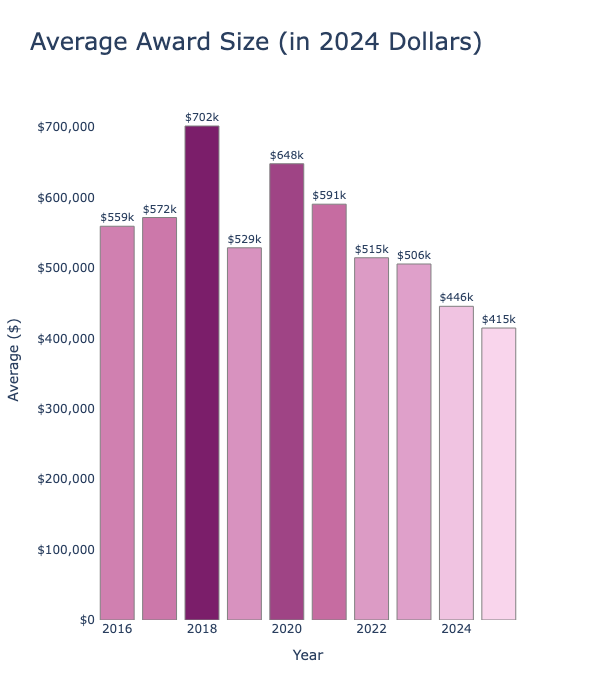 Average Award Size (in 2024 Dollars)
$702k
$700,000
$648k
$600,000
$591k
$572k
$559k
$529k
$515k
$506k
$500,000
$446k
$415k
$400,000
Average ($)
$300,000
$200,000
$100,000
$0
2016 2018 2020 2022 2024
Year